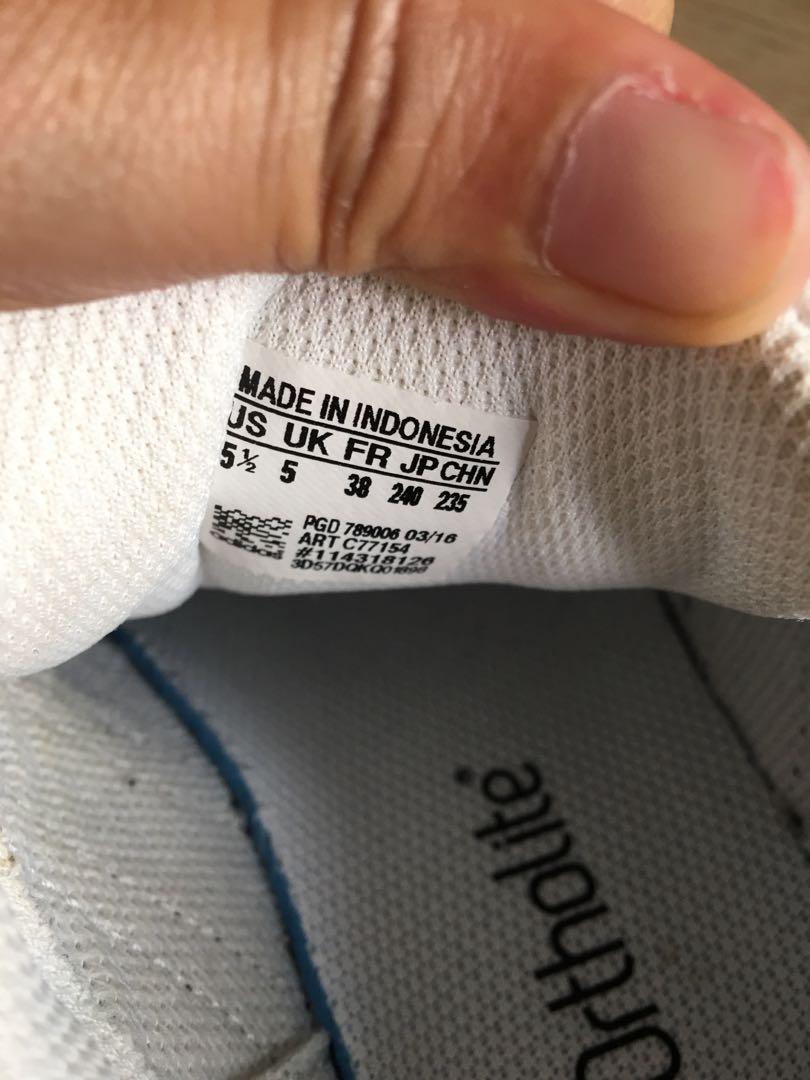 MADE IN INDONESIA
US UK FR JP CHN
5½ 5 38 240 235
adidas
PGD 789006 03/16
ART C77154
#114318126
Ortholite®